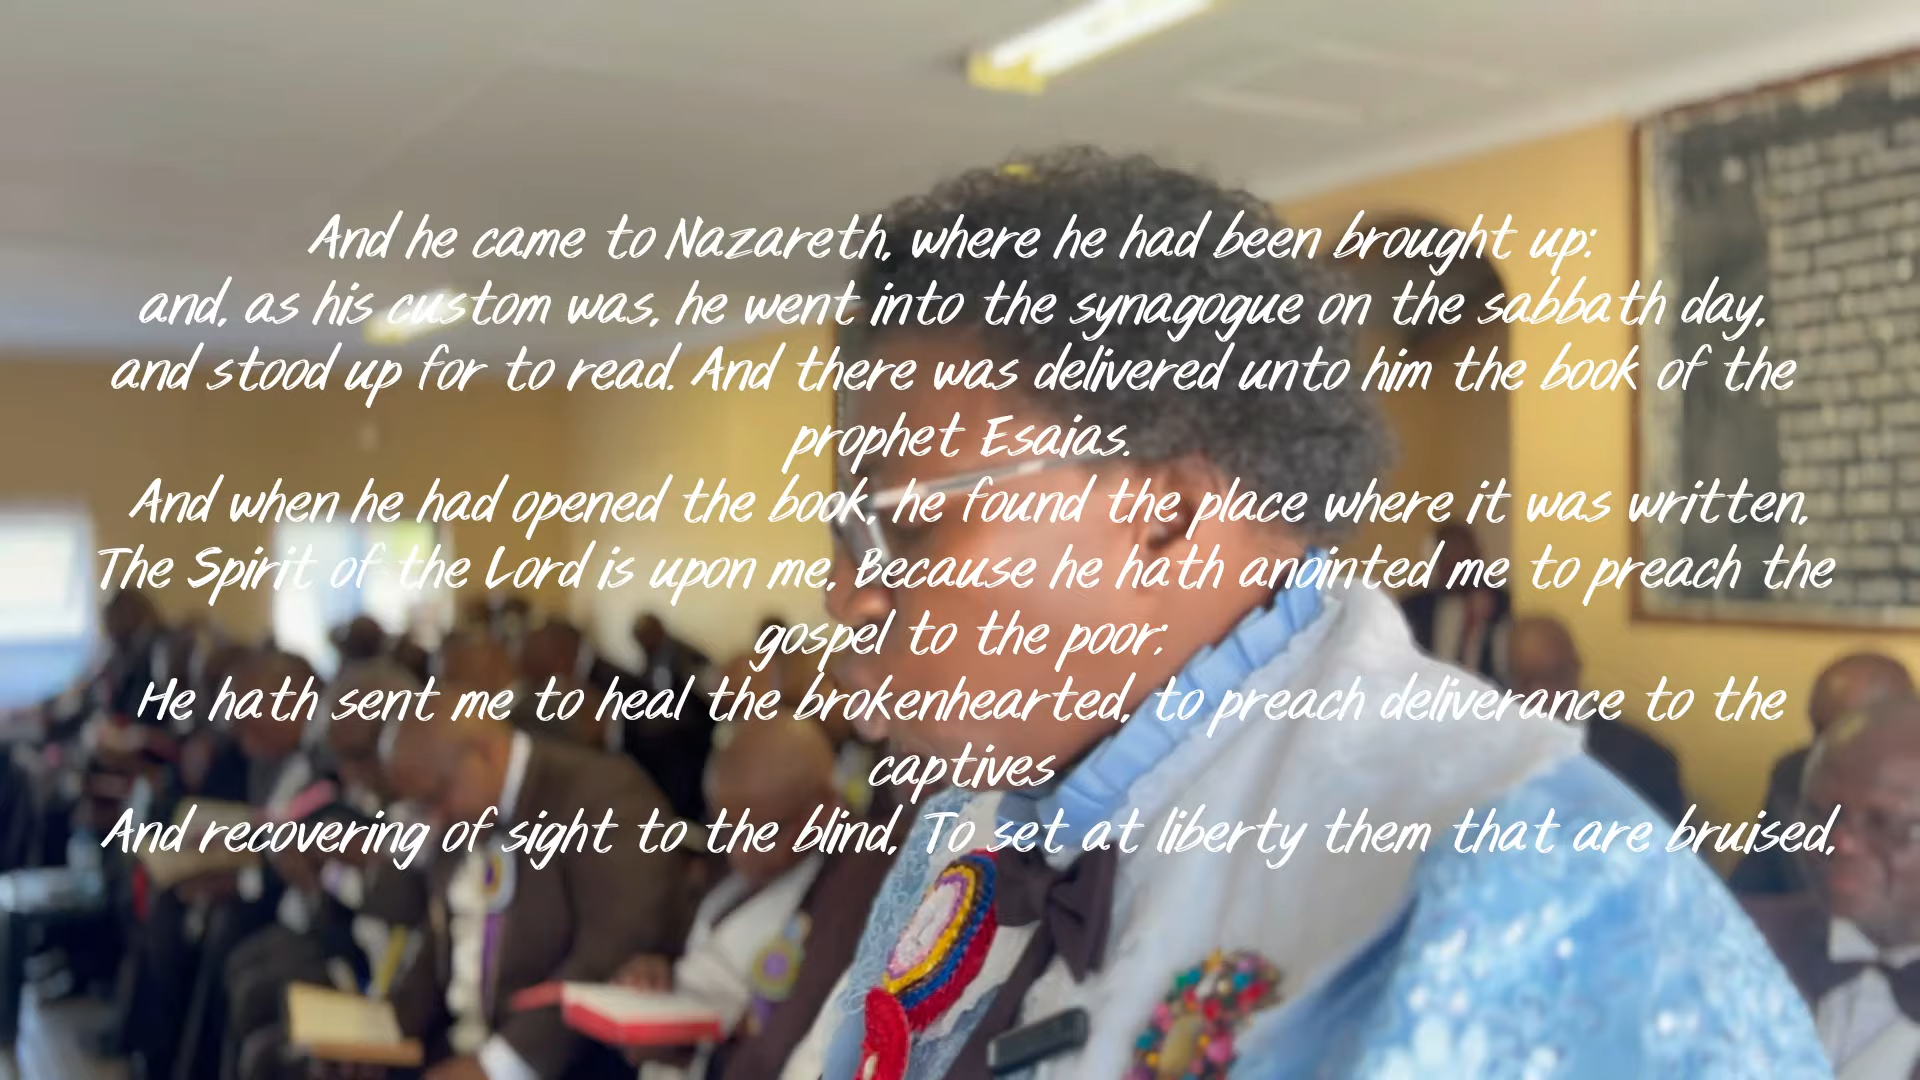 And he came to Nazareth, where he had been brought up:
and, as his custom was, he went into the synagogue on the sabbath day,
and stood up for to read. And there was delivered unto him the book of the
prophet Esaias.
And when he had opened the book, he found the place where it was written,
The Spirit of the Lord is upon me, Because he hath anointed me to preach the
gospel to the poor;
He hath sent me to heal the brokenhearted, to preach deliverance to the
captives
And recovering of sight to the blind, To set at liberty them that are bruised,